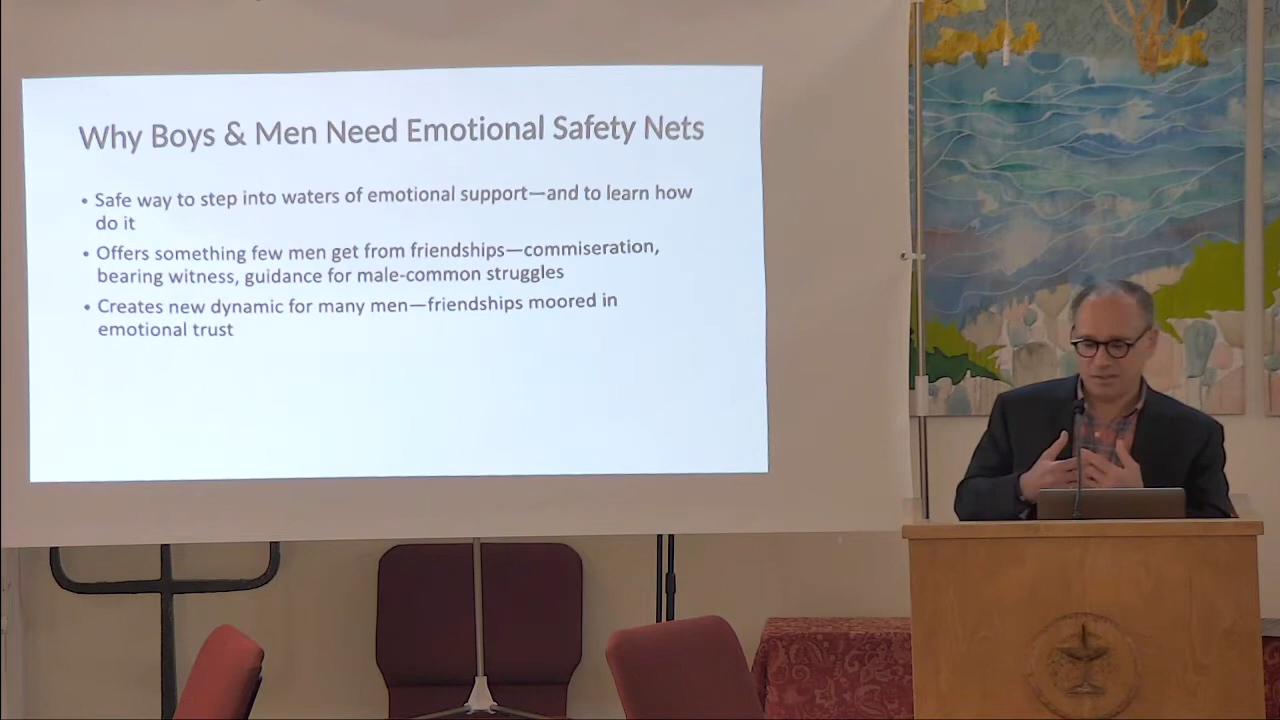 Why Boys & Men Need Emotional Safety Nets
• Safe way to step into waters of emotional support—and to learn how
do it
• Offers something few men get from friendships—commiseration,
bearing witness, guidance for male-common struggles
• Creates new dynamic for many men—friendships moored in
emotional trust